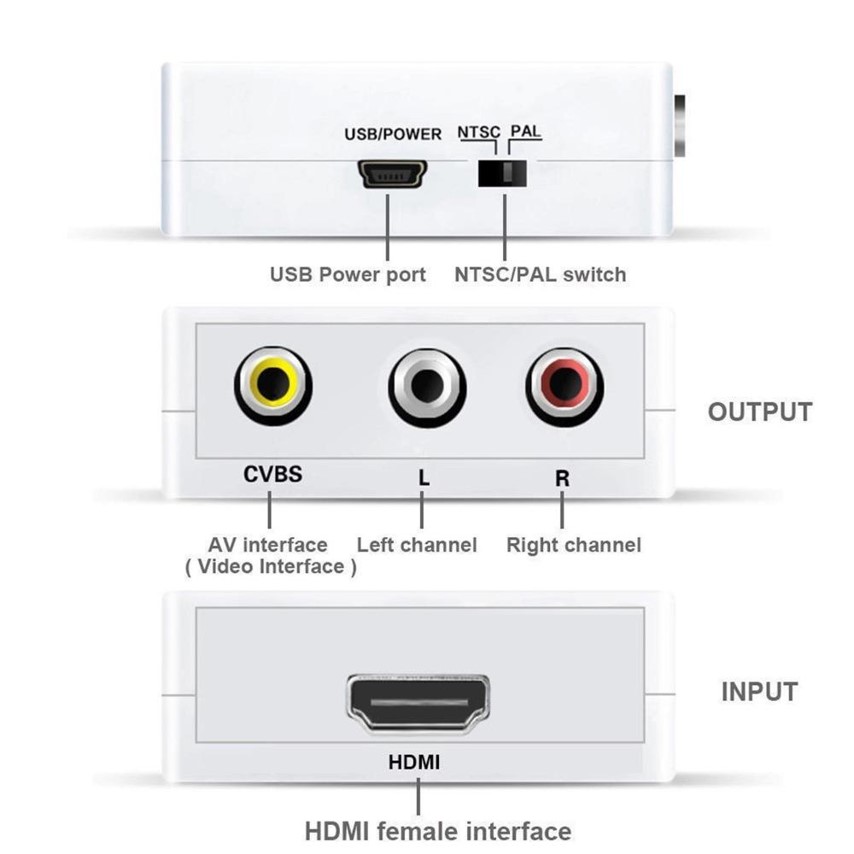 USB/POWER NTSC PAL
USB Power port NTSC/PAL switch
OUTPUT
CVBS L R
AV interface Left channel Right channel
( Video Interface )
INPUT
HDMI
HDMI female interface